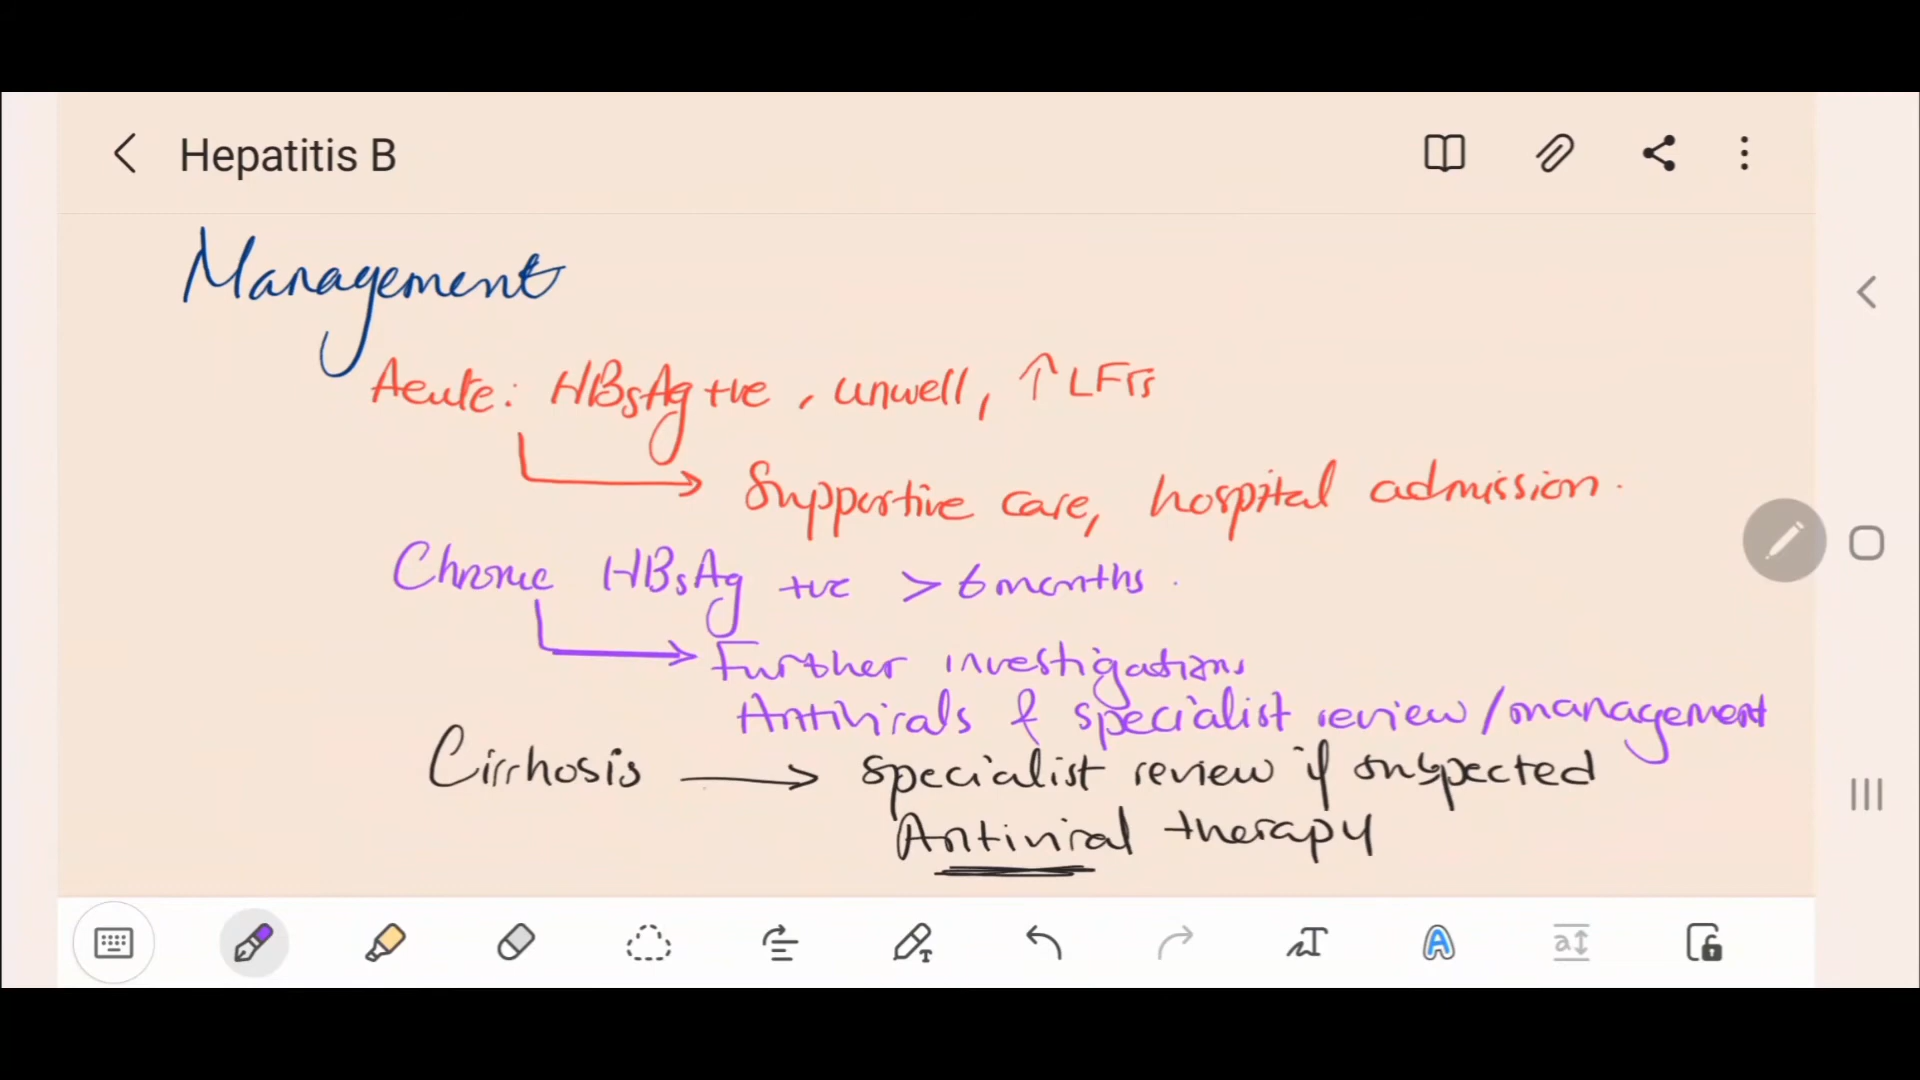 Hepatitis B
Management
Acute: HBsAg +ve, unwell, ↑ LFTs
Supportive care, hospital admission.
Chronic HBsAg +ve > 6 months.
Further investigations
Antivirals & specialist review/management
Cirrhosis → specialist review if suspected
Antiviral therapy